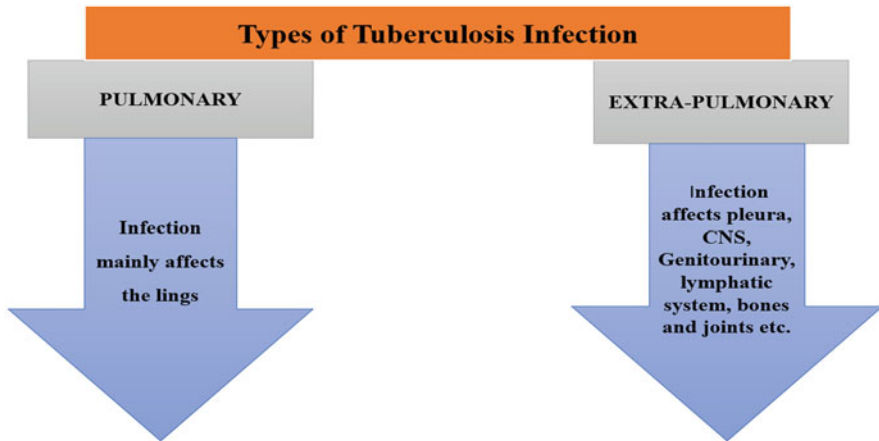 Types of Tuberculosis Infection
PULMONARY
Infection
mainly affects
the lings
EXTRA-PULMONARY
Infection
affects pleura,
CNS,
Genitourinary,
lymphatic
system, bones
and joints etc.